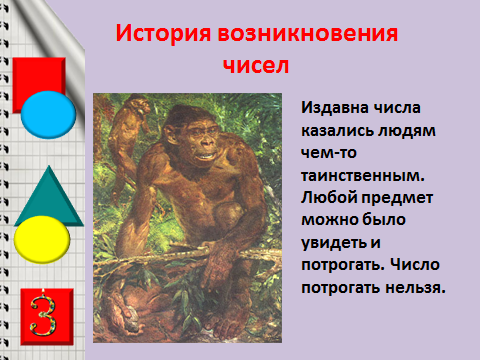 История возникновения
чисел
Издавна числа
казались людям
чем-то
таинственным.
Любой предмет
можно было
увидеть и
потрогать. Число
потрогать нельзя.
3